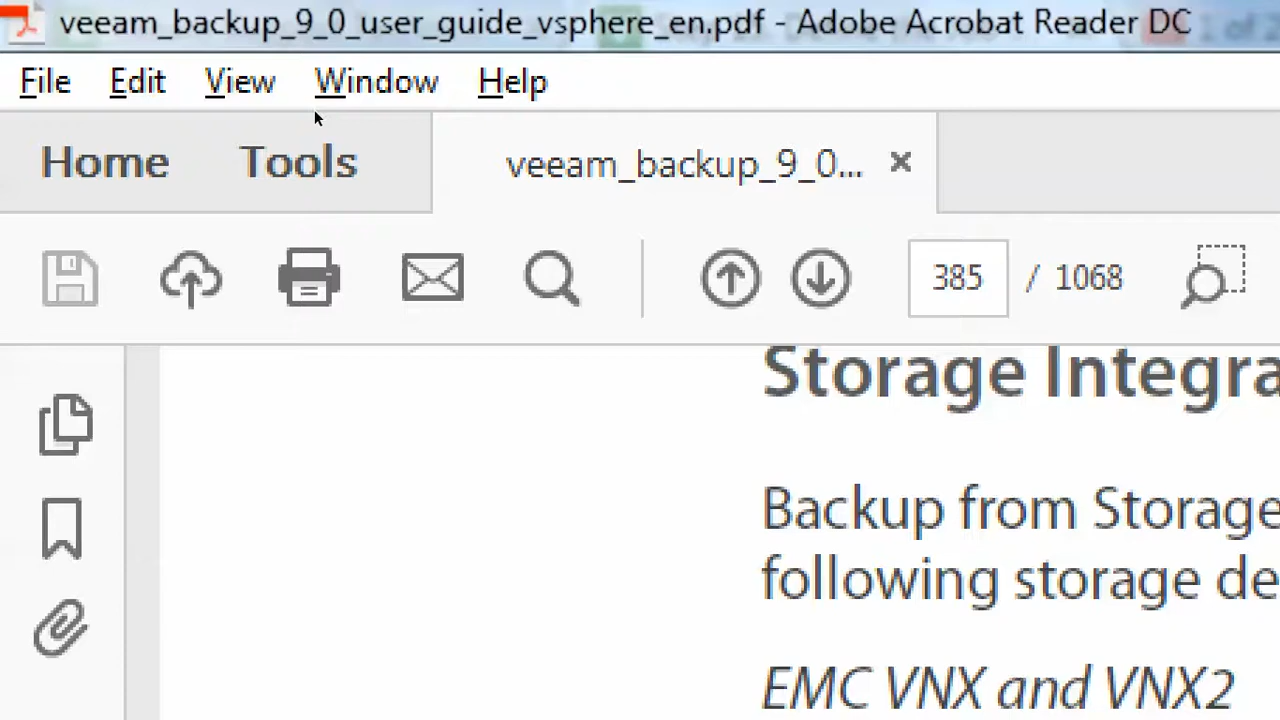 veeam_backup_9_0_user_guide_vsphere_en.pdf - Adobe Acrobat Reader DC
File Edit View Window Help
Home Tools veeam_backup_9_0...
385 / 1068
Storage Integra
Backup from Storage
following storage de
EMC VNX and VNX2